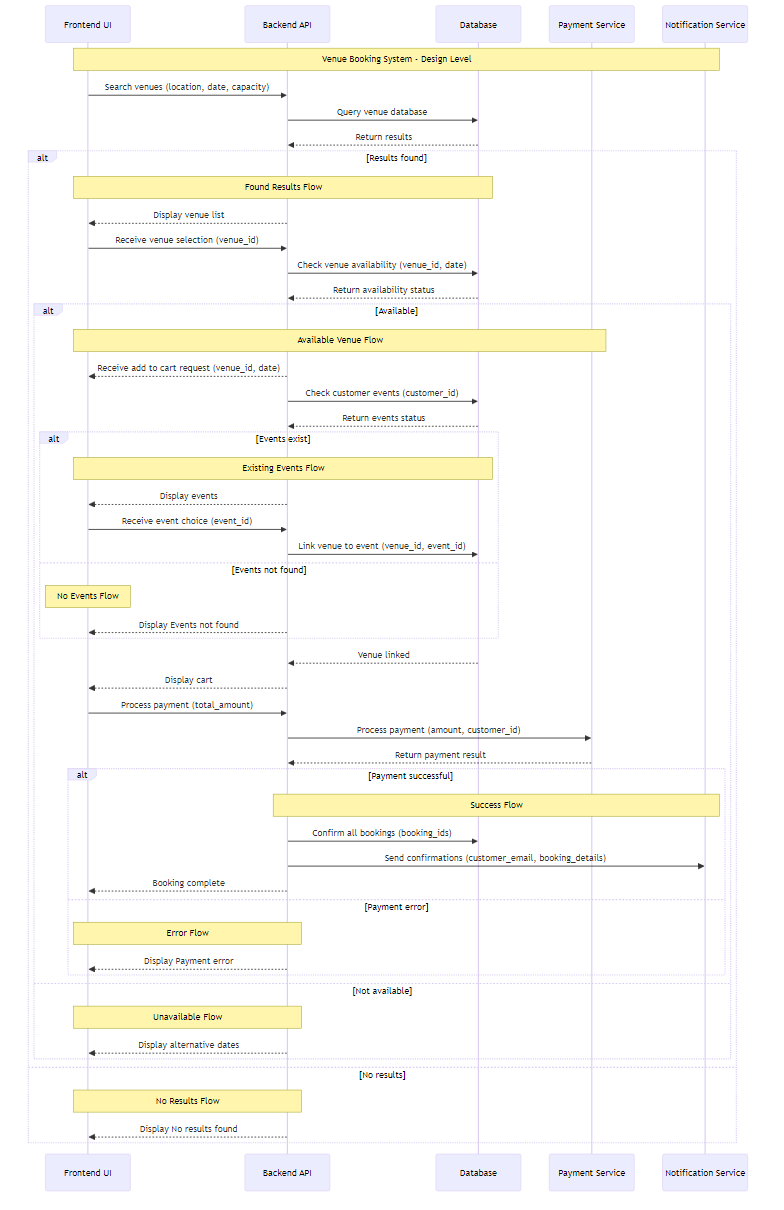 Frontend UI
Backend API
Database
Payment Service
Notification Service
Venue Booking System - Design Level
Search venues (location, date, capacity)
Query venue database
Return results
alt
[Results found]
Found Results Flow
Display venue list
Receive venue selection (venue_id)
Check venue availability (venue_id, date)
Return availability status
alt
[Available]
Available Venue Flow
Receive add to cart request (venue_id, date)
Check customer events (customer_id)
Return events status
alt
[Events exist]
Existing Events Flow
Display events
Receive event choice (event_id)
Link venue to event (venue_id, event_id)
[Events not found]
No Events Flow
Display Events not found
Venue linked
Display cart
Process payment (total_amount)
Process payment (amount, customer_id)
Return payment result
alt
[Payment successful]
Success Flow
Confirm all bookings (booking_ids)
Send confirmations (customer_email, booking_details)
Booking complete
[Payment error]
Error Flow
Display Payment error
[Not available]
Unavailable Flow
Display alternative dates
[No results]
No Results Flow
Display No results found
Frontend UI
Backend API
Database
Payment Service
Notification Service